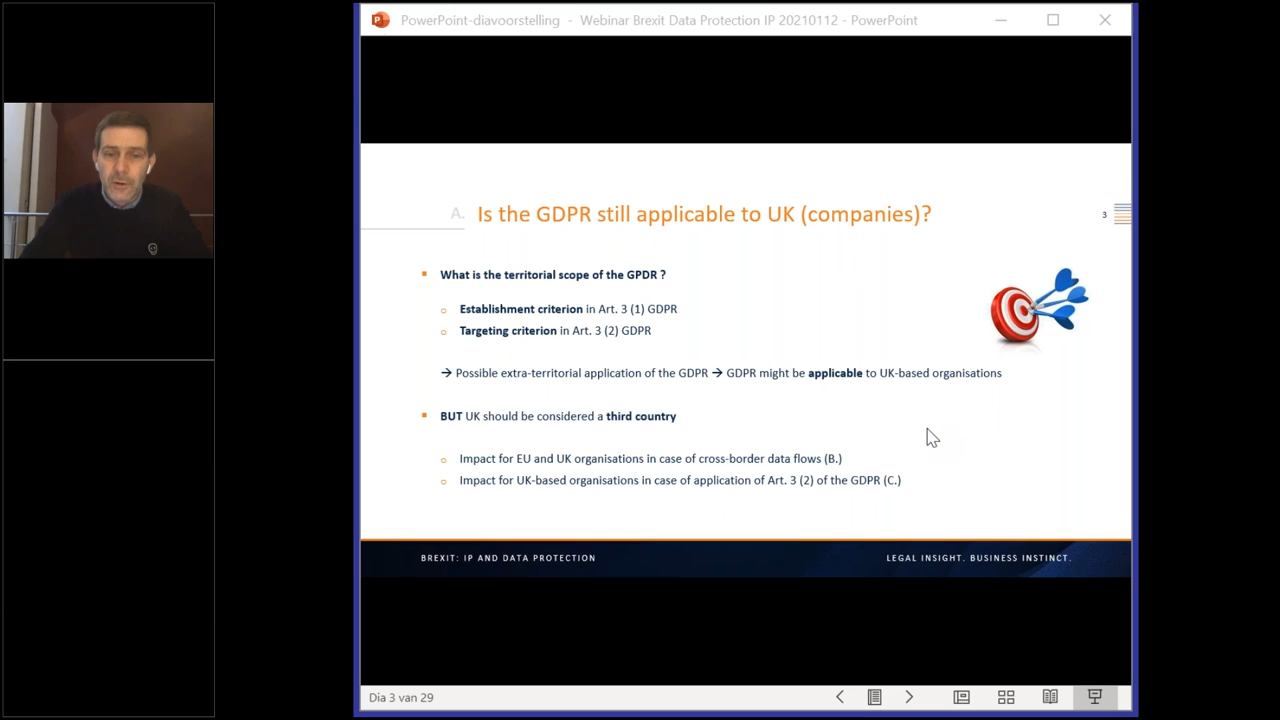 PowerPoint-diavoorstelling - Webinar Brexit Data Protection IP 20210112 - PowerPoint
A. Is the GDPR still applicable to UK (companies)?
3
What is the territorial scope of the GPDR ?
Establishment criterion in Art. 3 (1) GDPR
Targeting criterion in Art. 3 (2) GDPR
→ Possible extra-territorial application of the GDPR → GDPR might be applicable to UK-based organisations
BUT UK should be considered a third country
Impact for EU and UK organisations in case of cross-border data flows (B.)
Impact for UK-based organisations in case of application of Art. 3 (2) of the GDPR (C.)
BREXIT: IP AND DATA PROTECTION
LEGAL INSIGHT. BUSINESS INSTINCT.
Dia 3 van 29